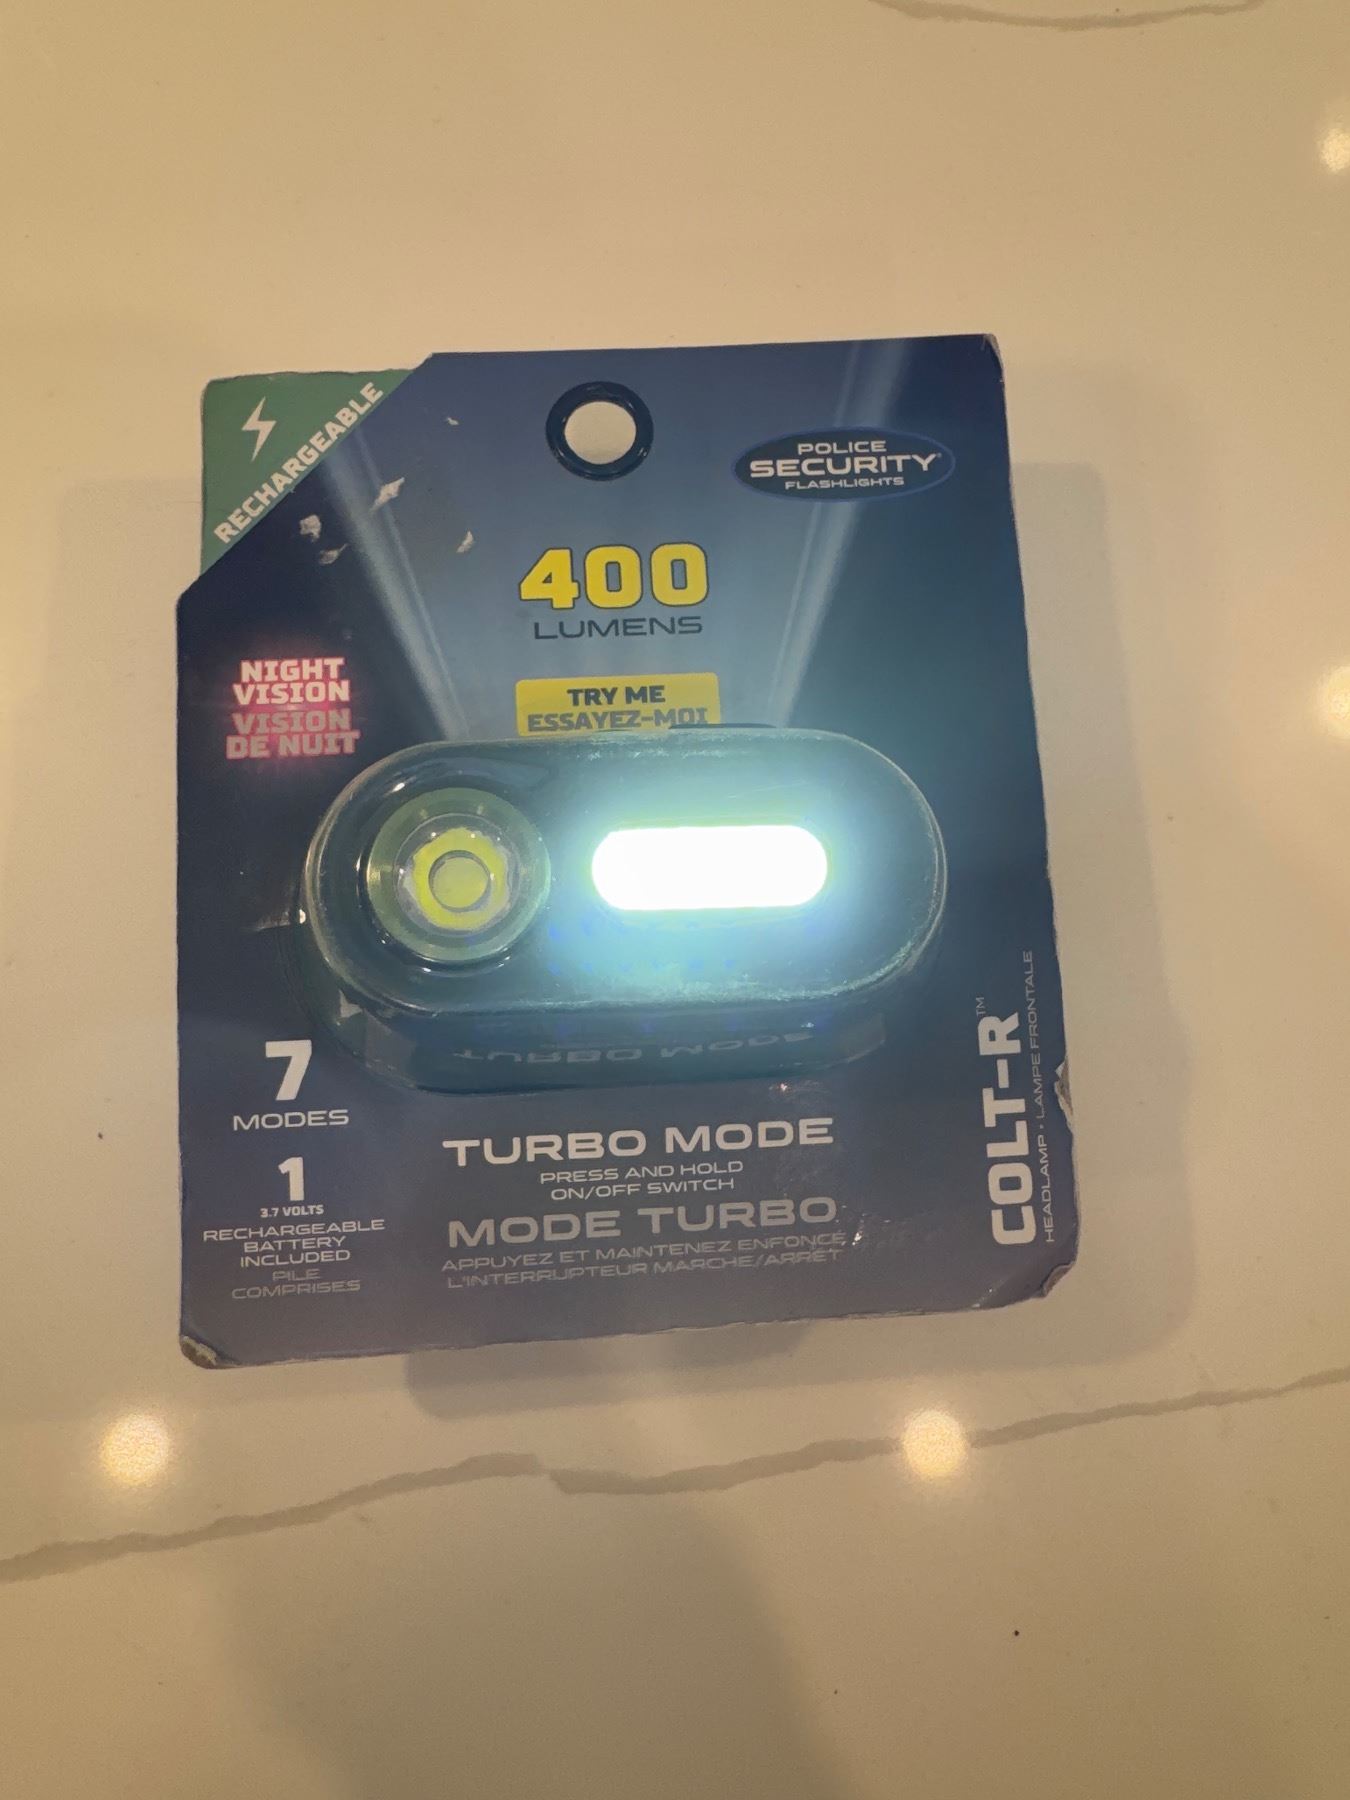 RECHARGEABLE
POLICE
SECURITY®
FLASHLIGHTS
400
LUMENS
NIGHT
VISION
VISION
DE NUIT
TRY ME
ESSAYEZ-MOI
TURBO MODE
7
MODES
1
3.7 VOLTS
RECHARGEABLE
BATTERY
INCLUDED
PILE
COMPRISES
TURBO MODE
PRESS AND HOLD
ON/OFF SWITCH
MODE TURBO
APPUYEZ ET MAINTENEZ ENFONCÉ
L'INTERRUPTEUR MARCHE/ARRÊT
COLT-R™
HEADLAMP • LAMPE FRONTALE